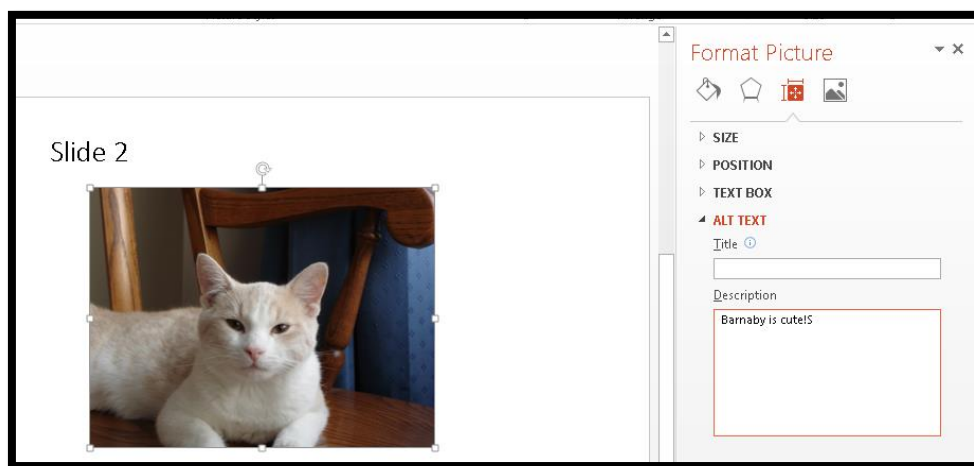 Format Picture
SIZE
POSITION
TEXT BOX
ALT TEXT
Title
Description
Barnaby is cute!S
Slide 2